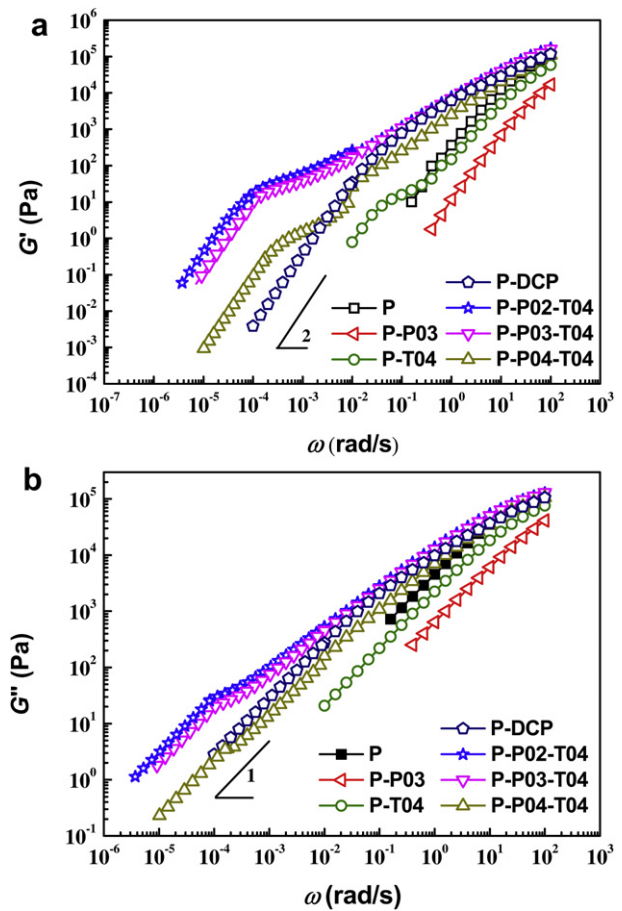 a
G' (Pa)
10^6
10^5
10^4
10^3
10^2
10^1
10^0
10^-1
10^-2
10^-3
10^-4
P-DCP
P
P-P02-T04
P-P03
P-P03-T04
P-T04
P-P04-T04
2
10^-7 10^-6 10^-5 10^-4 10^-3 10^-2 10^-1 10^0 10^1 10^2 10^3
ω (rad/s)
b
G'' (Pa)
10^5
10^4
10^3
10^2
10^1
10^0
10^-1
P-DCP
P
P-P02-T04
P-P03
P-P03-T04
P-T04
P-P04-T04
1
10^-6 10^-5 10^-4 10^-3 10^-2 10^-1 10^0 10^1 10^2 10^3
ω (rad/s)